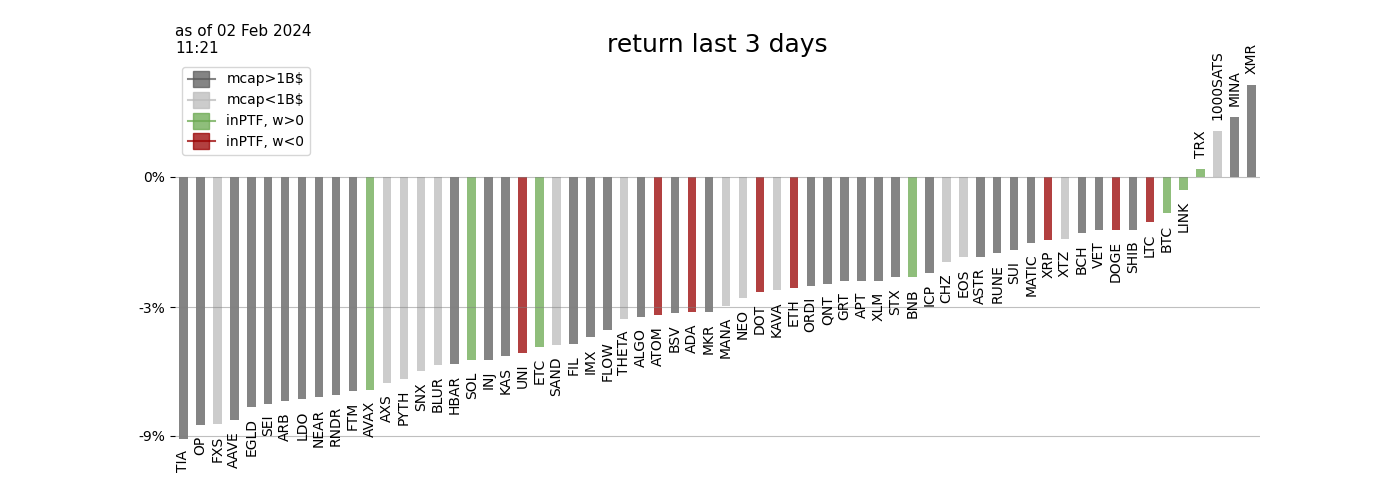 as of 02 Feb 2024
11:21
return last 3 days
mcap>1B$
mcap<1B$
inPTF, w>0
inPTF, w<0
0%
-3%
-9%
TIA
OP
FXS
AAVE
EGLD
SEI
ARB
LDO
NEAR
RNDR
FTM
AVAX
AXS
PYTH
SNX
BLUR
HBAR
SOL
INJ
KAS
UNI
ETC
SAND
FIL
IMX
FLOW
THETA
ALGO
ATOM
BSV
ADA
MKR
MANA
NEO
DOT
KAVA
ETH
ORDI
QNT
GRT
APT
XLM
STX
BNB
ICP
CHZ
EOS
ASTR
RUNE
SUI
MATIC
XRP
XTZ
BCH
VET
DOGE
SHIB
LTC
BTC
LINK
TRX
1000SATS
MINA
XMR